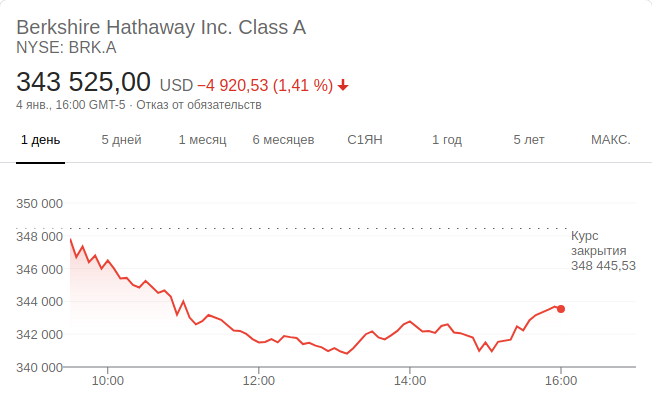 Berkshire Hathaway Inc. Class A
NYSE: BRK.A
343 525,00 USD −4 920,53 (1,41 %)
4 янв., 16:00 GMT-5 · Отказ от обязательств
1 день 5 дней 1 месяц 6 месяцев С1ЯН 1 год 5 лет МАКС.
350 000
348 000
Курс
закрытия
348 445,53
346 000
344 000
342 000
340 000
10:00 12:00 14:00 16:00